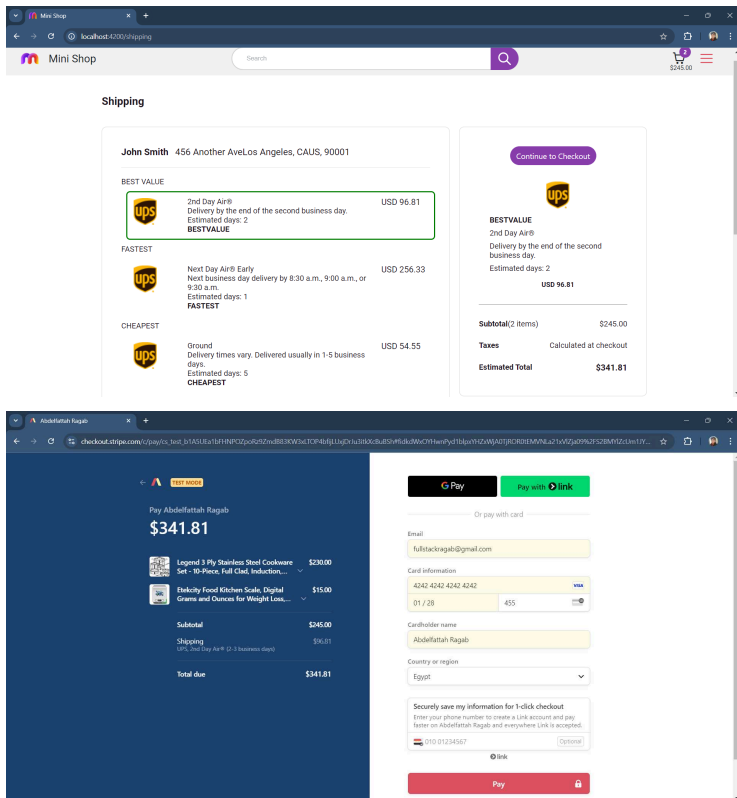 Mini Shop
localhost:4200/shipping
Mini Shop
Search
2
$245.00
Shipping
John Smith 456 Another AveLos Angeles, CAUS, 90001
BEST VALUE
ups
2nd Day Air®
USD 96.81
Delivery by the end of the second business day.
Estimated days: 2
BESTVALUE
FASTEST
ups
Next Day Air® Early
USD 256.33
Next business day delivery by 8:30 a.m., 9:00 a.m., or
9:30 a.m.
Estimated days: 1
FASTEST
CHEAPEST
ups
Ground
USD 54.55
Delivery times vary. Delivered usually in 1-5 business
days.
Estimated days: 5
CHEAPEST
Continue to Checkout
ups
BESTVALUE
2nd Day Air®
Delivery by the end of the second
business day.
Estimated days: 2
USD 96.81
Subtotal(2 items) $245.00
Taxes Calculated at checkout
Estimated Total $341.81
Abdelfattah Ragab
TEST MODE
Pay Abdelfattah Ragab
$341.81
Legend 3 Ply Stainless Steel Cookware $230.00
Set - 10-Piece, Full Clad, Induction,...
Etekcity Food Kitchen Scale, Digital $15.00
Grams and Ounces for Weight Loss,...
Subtotal $245.00
Shipping $96.81
UPS, 2nd Day Air® (2-3 business days)
Total due $341.81
G Pay
Pay with link
Or pay with card
Email
fullstackragab@gmail.com
Card information
4242 4242 4242 4242 VISA
01 / 28 455
Cardholder name
Abdelfattah Ragab
Country or region
Egypt
Securely save my information for 1-click checkout
Enter your phone number to create a Link account and pay
faster on Abdelfattah Ragab and everywhere Link is accepted.
010 01234567 Optional
link
Pay